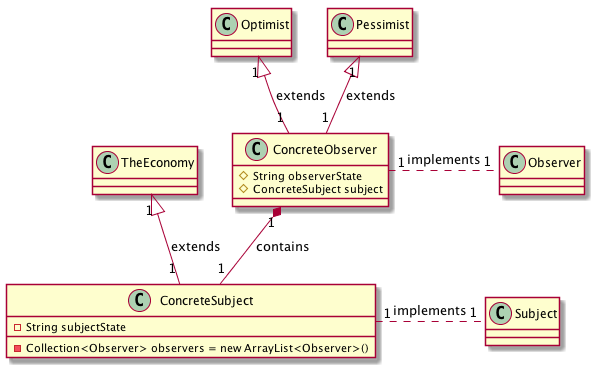 C Optimist
C Pessimist
1
1
extends
extends
1
1
C TheEconomy
C ConcreteObserver
String observerState
ConcreteSubject subject
1 implements 1
C Observer
1
1
extends
contains
1
1
C ConcreteSubject
String subjectState
Collection<Observer> observers = new ArrayList<Observer>()
1 implements 1
C Subject